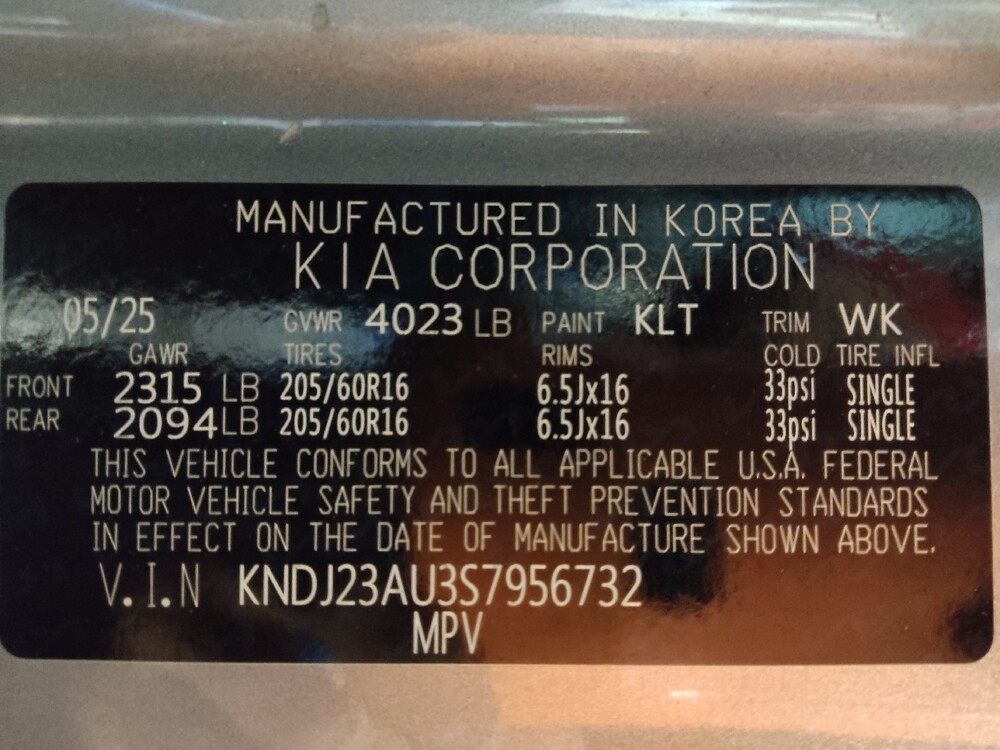 MANUFACTURED IN KOREA BY
KIA CORPORATION
05/25 GVWR 4023 LB PAINT KLT TRIM WK
GAWR TIRES RIMS COLD TIRE INFL
FRONT 2315 LB 205/60R16 6.5Jx16 33psi SINGLE
REAR 2094 LB 205/60R16 6.5Jx16 33psi SINGLE
THIS VEHICLE CONFORMS TO ALL APPLICABLE U.S.A. FEDERAL
MOTOR VEHICLE SAFETY AND THEFT PREVENTION STANDARDS
IN EFFECT ON THE DATE OF MANUFACTURE SHOWN ABOVE.
V.I.N KNDJ23AU3S7956732
MPV